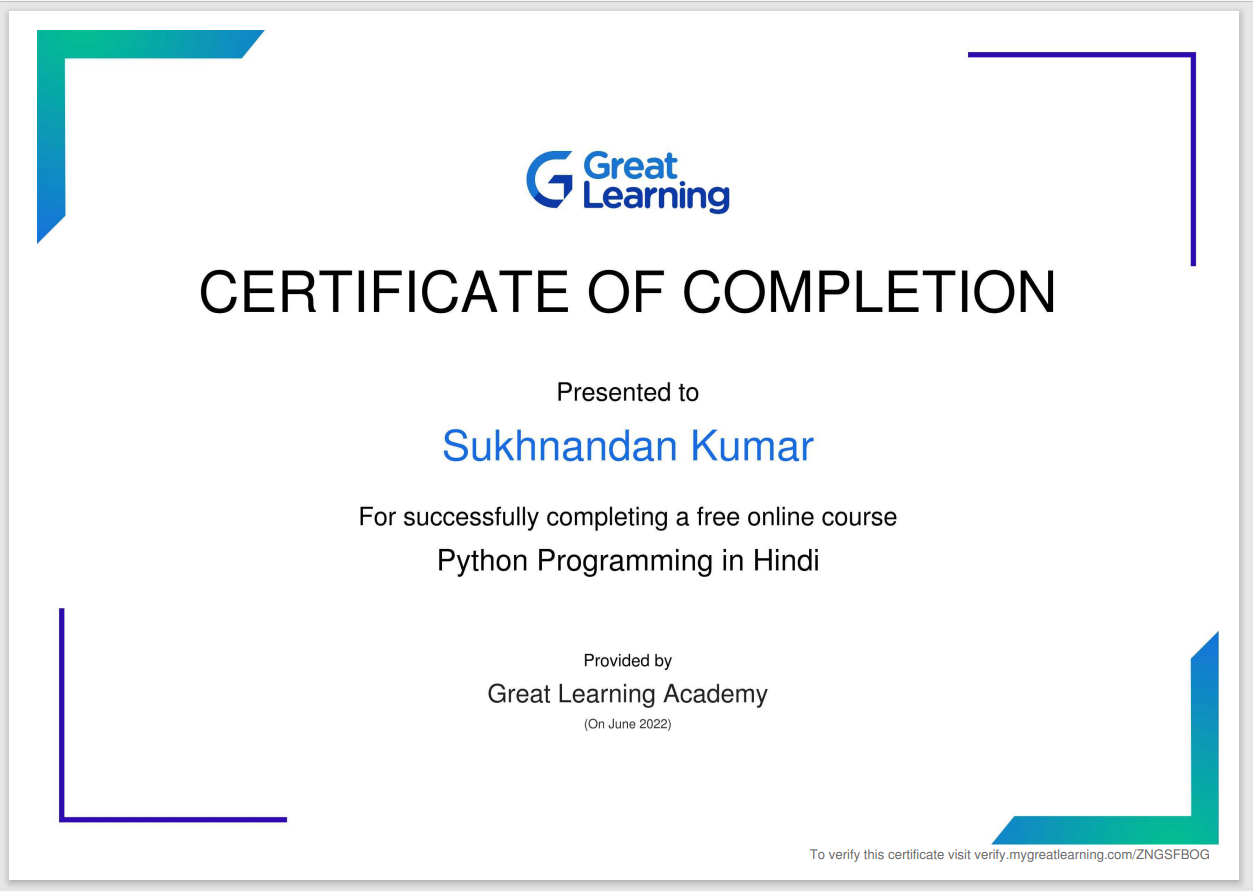 Great
Learning
CERTIFICATE OF COMPLETION
Presented to
Sukhnandan Kumar
For successfully completing a free online course
Python Programming in Hindi
Provided by
Great Learning Academy
(On June 2022)
To verify this certificate visit verify.mygreatlearning.com/ZNGSFBOG